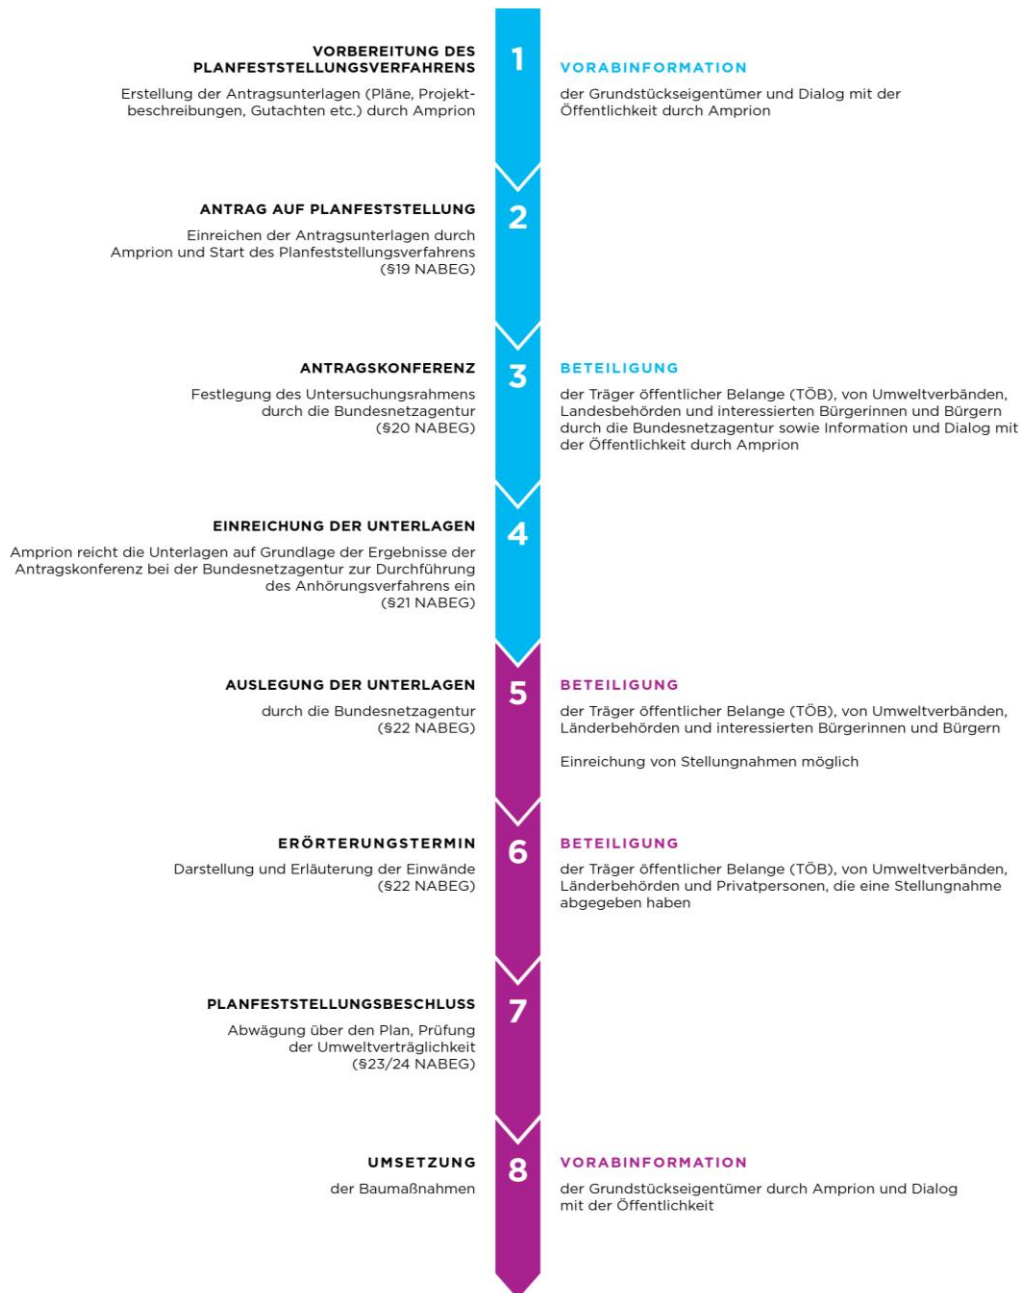 VORBEREITUNG DES
PLANFESTSTELLUNGSVERFAHRENS
Erstellung der Antragsunterlagen (Pläne, Projekt-
beschreibungen, Gutachten etc.) durch Amprion
1
VORABINFORMATION
der Grundstückseigentümer und Dialog mit der
Öffentlichkeit durch Amprion
ANTRAG AUF PLANFESTSTELLUNG
Einreichen der Antragsunterlagen durch
Amprion und Start des Planfeststellungsverfahrens
(§19 NABEG)
2
ANTRAGSKONFERENZ
Festlegung des Untersuchungsrahmens
durch die Bundesnetzagentur
(§20 NABEG)
3
BETEILIGUNG
der Träger öffentlicher Belange (TÖB), von Umweltverbänden,
Landesbehörden und interessierten Bürgerinnen und Bürgern
durch die Bundesnetzagentur sowie Information und Dialog mit
der Öffentlichkeit durch Amprion
EINREICHUNG DER UNTERLAGEN
Amprion reicht die Unterlagen auf Grundlage der Ergebnisse der
Antragskonferenz bei der Bundesnetzagentur zur Durchführung
des Anhörungsverfahrens ein
(§21 NABEG)
4
AUSLEGUNG DER UNTERLAGEN
durch die Bundesnetzagentur
(§22 NABEG)
5
BETEILIGUNG
der Träger öffentlicher Belange (TÖB), von Umweltverbänden,
Länderbehörden und interessierten Bürgerinnen und Bürgern
Einreichung von Stellungnahmen möglich
ERÖRTERUNGSTERMIN
Darstellung und Erläuterung der Einwände
(§22 NABEG)
6
BETEILIGUNG
der Träger öffentlicher Belange (TÖB), von Umweltverbänden,
Länderbehörden und Privatpersonen, die eine Stellungnahme
abgegeben haben
PLANFESTSTELLUNGSBESCHLUSS
Abwägung über den Plan, Prüfung
der Umweltverträglichkeit
(§23/24 NABEG)
7
UMSETZUNG
der Baumaßnahmen
8
VORABINFORMATION
der Grundstückseigentümer durch Amprion und Dialog
mit der Öffentlichkeit